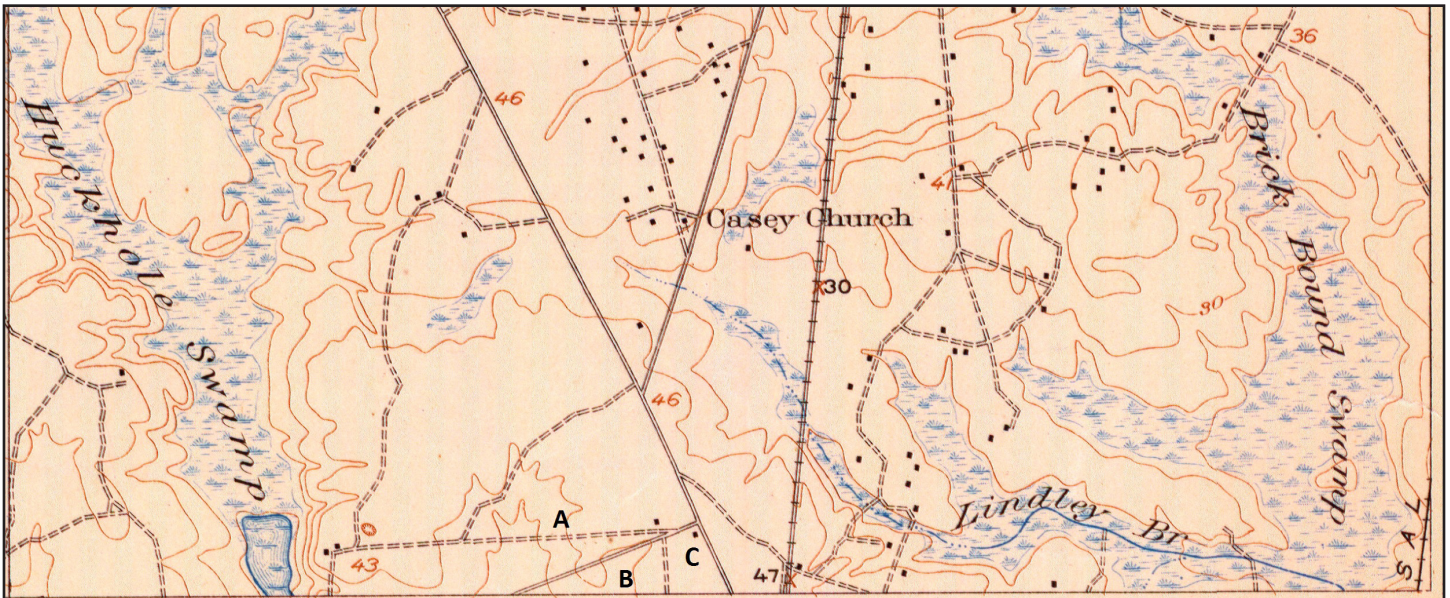 36
46
Huckhole Swamp
Brick Bound Swamp
41
Casey Church
30
30
46
A
Lindley Br
B
C
43
47
S A L